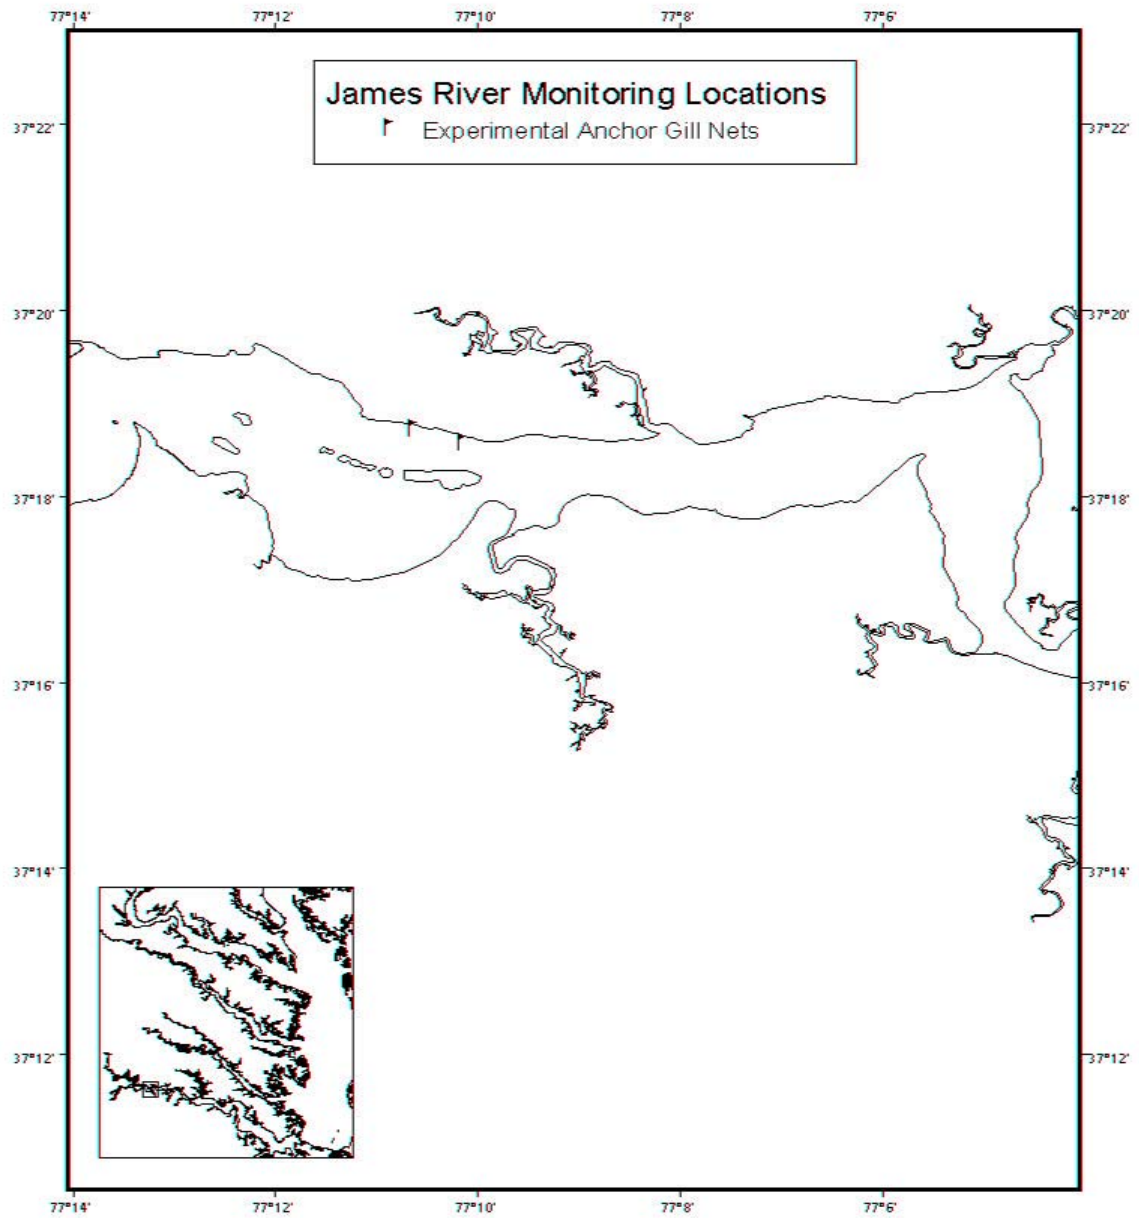 77°14' 77°12' 77°10' 77°8' 77°6'
James River Monitoring Locations
Experimental Anchor Gill Nets
37°22' 37°22'
37°20' 37°20'
37°18' 37°18'
37°16' 37°16'
37°14' 37°14'
37°12' 37°12'
77°14' 77°12' 77°10' 77°8' 77°6'